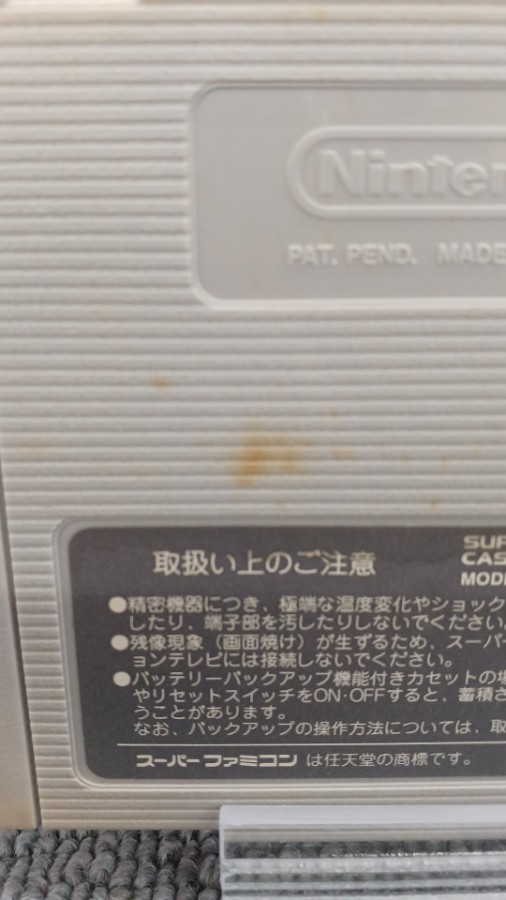 Ninten
PAT. PEND. MADE
取扱い上のご注意
SUP
CAS
MODE
●精密機器につき、極端な温度変化やショック
したり、端子部を汚したりしないでください。
●残像現象（画面焼け）が生ずるため、スーパー
ョンテレビには接続しないでください。
●バッテリーバックアップ機能付きカセットの場
やリセットスイッチをON·OFFすると、蓄積さ
うことがあります。
なお、バックアップの操作方法については、取
スーパーファミコン は任天堂の商標です。